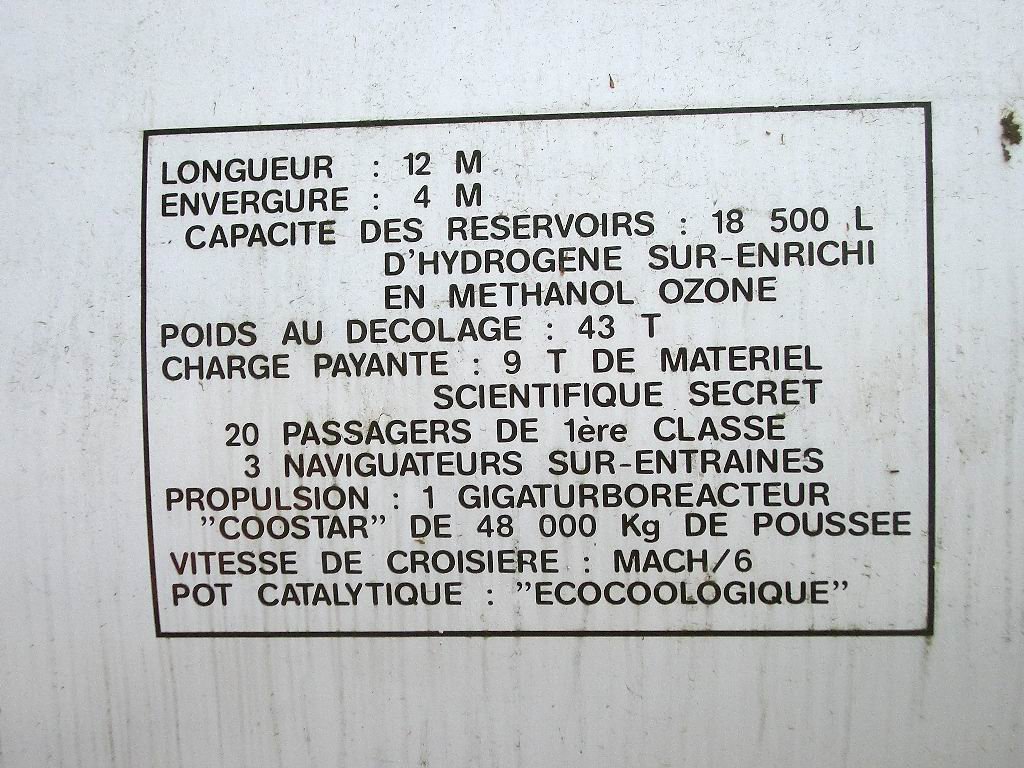 LONGUEUR : 12 M
ENVERGURE : 4 M
CAPACITE DES RESERVOIRS : 18 500 L
D'HYDROGENE SUR-ENRICHI
EN METHANOL OZONE
POIDS AU DECOLAGE : 43 T
CHARGE PAYANTE : 9 T DE MATERIEL
SCIENTIFIQUE SECRET
20 PASSAGERS DE 1ère CLASSE
3 NAVIGUATEURS SUR-ENTRAINES
PROPULSION : 1 GIGATURBOREACTEUR
"COOSTAR" DE 48 000 Kg DE POUSSEE
VITESSE DE CROISIERE : MACH/6
POT CATALYTIQUE : "ECOCOOLOGIQUE"